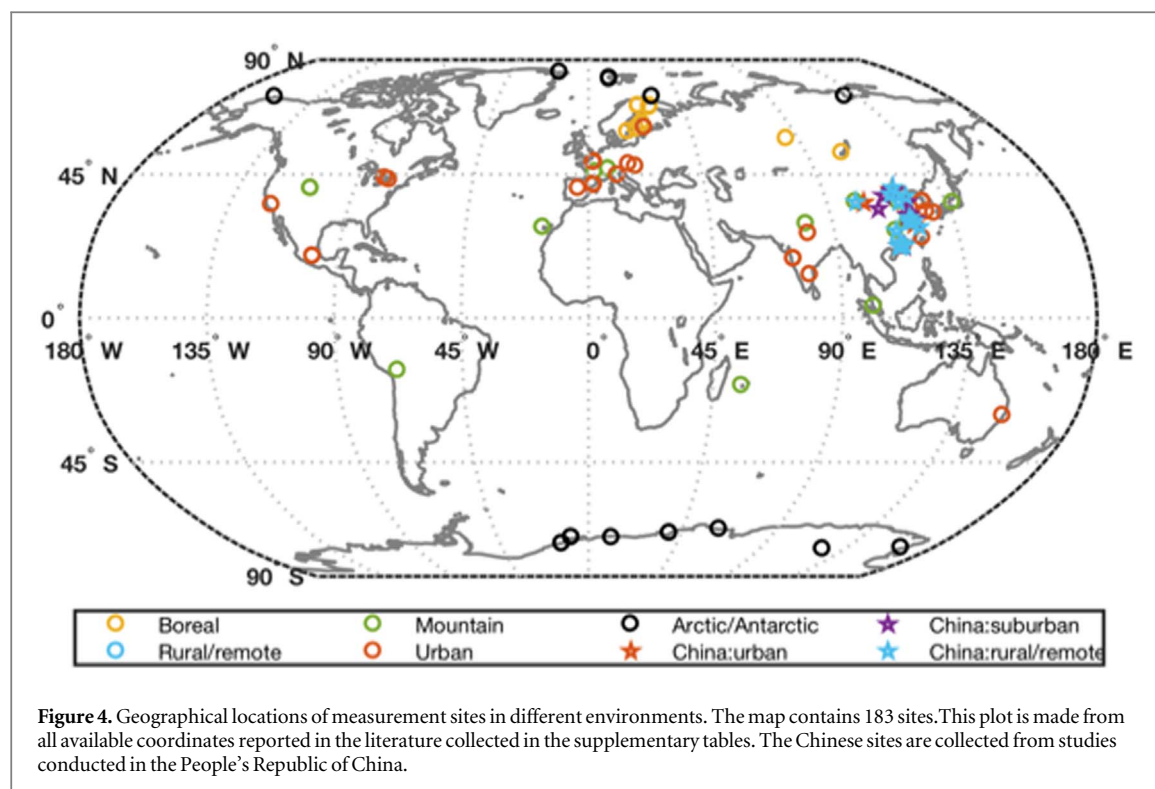 90° N
45° N
0°
180° W 135° W 90° W 45° W 0° 45° E 90° E 135° E 180° E
45° S
90° S
Boreal Mountain Arctic/Antarctic China:suburban
Rural/remote Urban China:urban China:rural/remote
Figure 4. Geographical locations of measurement sites in different environments. The map contains 183 sites.This plot is made from
all available coordinates reported in the literature collected in the supplementary tables. The Chinese sites are collected from studies
conducted in the People's Republic of China.